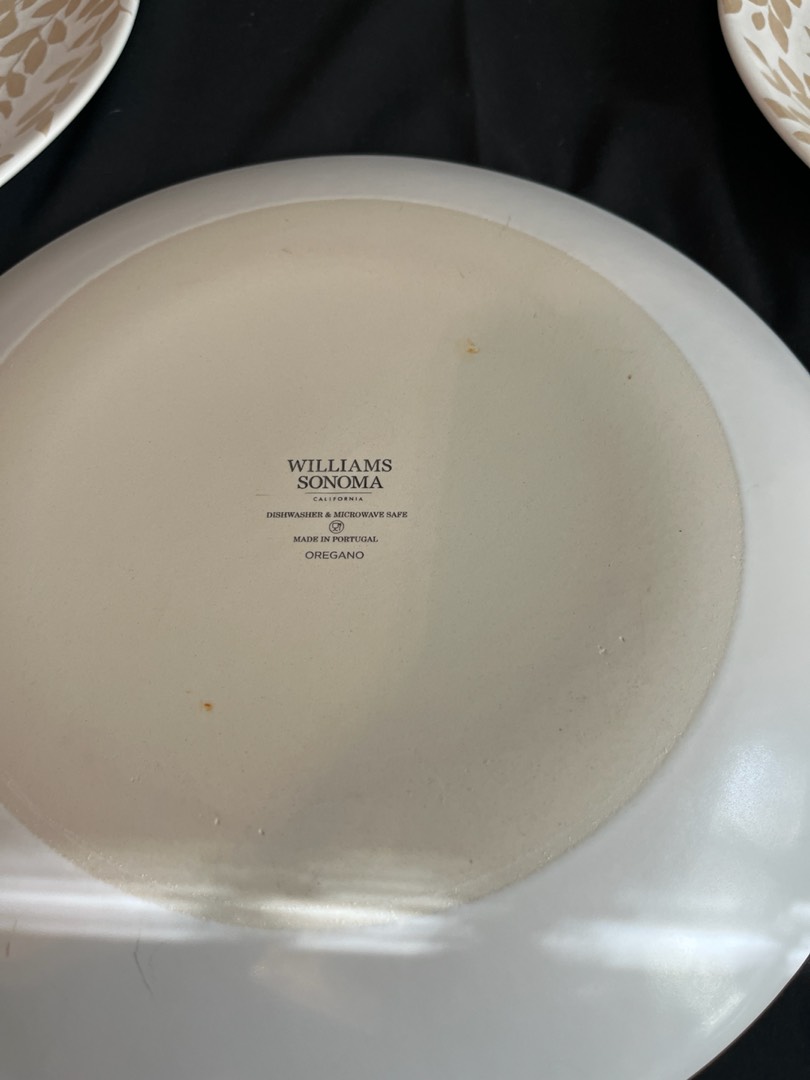 WILLIAMS
SONOMA
CALIFORNIA
DISHWASHER & MICROWAVE SAFE
MADE IN PORTUGAL
OREGANO